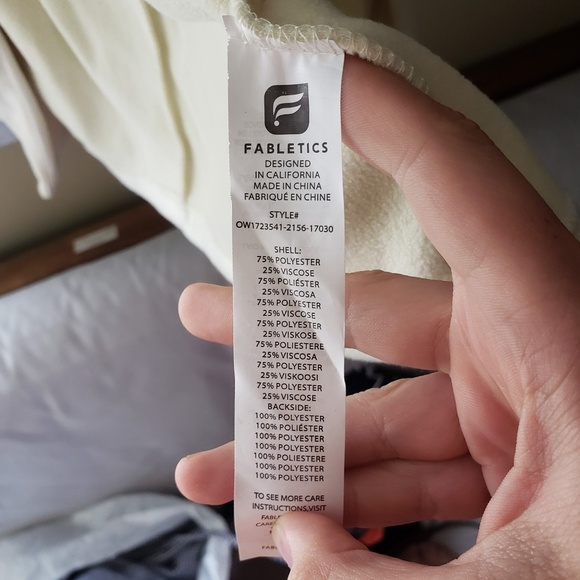 FABLETICS
DESIGNED
IN CALIFORNIA
MADE IN CHINA
FABRIQUÉ EN CHINE
STYLE#
OW1723541-2156-17030
SHELL:
75% POLYESTER
25% VISCOSE
75% POLIÉSTER
25% VISCOSA
75% POLYESTER
25% VISCOSE
75% POLYESTER
25% VISKOSE
75% POLIESTERE
25% VISCOSA
75% POLYESTER
25% VISKOOSI
75% POLYESTER
25% VISCOSE
BACKSIDE:
100% POLYESTER
100% POLIÉSTER
100% POLYESTER
100% POLYESTER
100% POLIESTERE
100% POLYESTER
100% POLYESTER
TO SEE MORE CARE
INSTRUCTIONS,VISIT